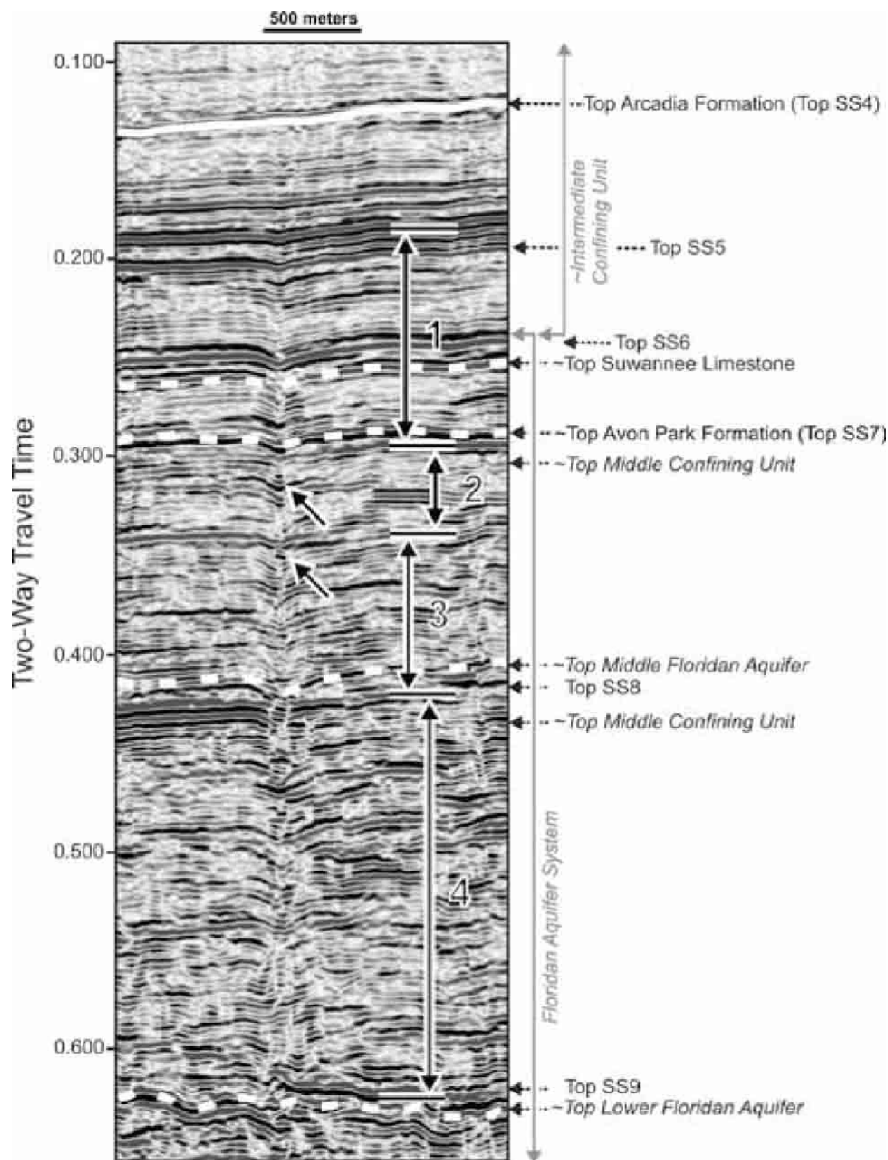 500 meters
0.100
Top Arcadia Formation (Top SS4)
~Intermediate
Confining Unit
0.200
Top SS5
1
Top SS6
~Top Suwannee Limestone
~Top Avon Park Formation (Top SS7)
0.300
~Top Middle Confining Unit
2
Two-Way Travel Time
3
0.400
~Top Middle Floridan Aquifer
Top SS8
~Top Middle Confining Unit
0.500
4
Floridan Aquifer System
0.600
Top SS9
~Top Lower Floridan Aquifer